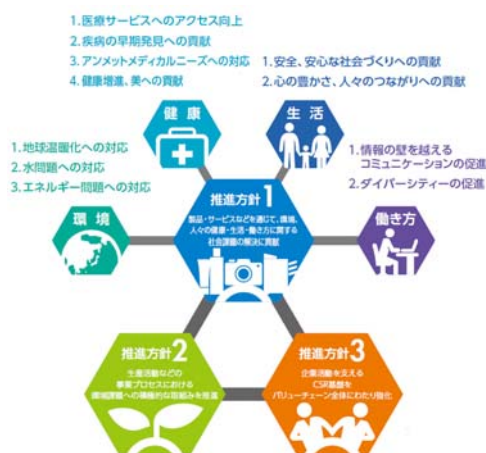 1.医療サービスへのアクセス向上
2.疾病の早期発見への貢献
3.アンメットメディカルニーズへの対応
4.健康増進、美への貢献
健 康
1.安全、安心な社会づくりへの貢献
2.心の豊かさ、人々のつながりへの貢献
生 活
1.地球温暖化への対応
2.水問題への対応
3.エネルギー問題への対応
環 境
1.情報の壁を越える
コミュニケーションの促進
2.ダイバーシティーの促進
働き方
推進方針1
製品・サービスなどを通じて、環境、
人々の健康・生活・働き方に関する
社会課題の解決に貢献
推進方針2
生産活動などの
事業プロセスにおける
環境課題への積極的な取組みを推進
推進方針3
企業活動を支える
CSR基盤を
バリューチェーン全体にわたり強化